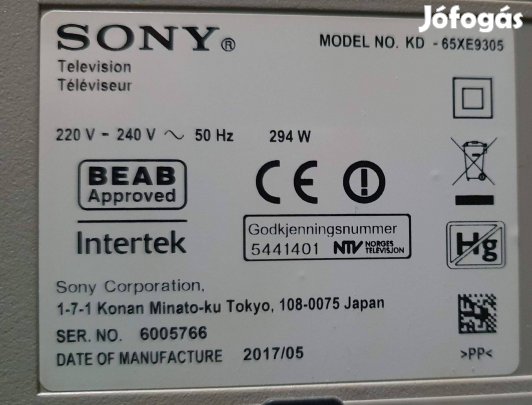 Jófogás
SONY®
MODEL NO. KD - 65XE9305
Television
Téléviseur
220 V - 240 V ~ 50 Hz 294 W
BEAB
Approved
Intertek
CE
Godkjenningsnummer
5441401 NTV NORGES TELEVISJON
Hg
Sony Corporation,
1-7-1 Konan Minato-ku Tokyo, 108-0075 Japan
SER. NO. 6005766
DATE OF MANUFACTURE 2017/05
>PP<